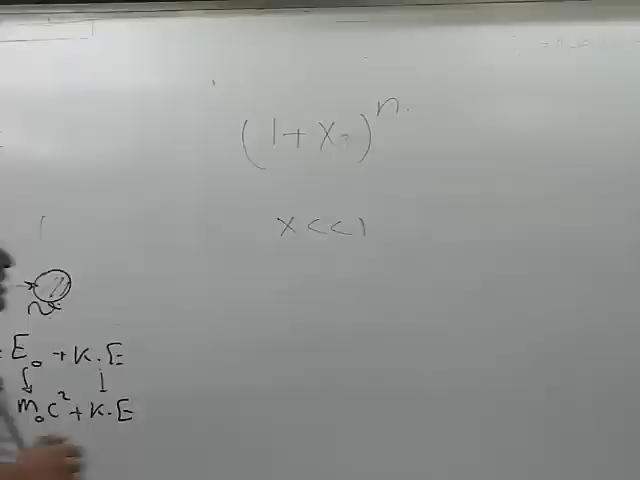 (1+x)^n
x<<1
= E₀ + K.E
m₀c² + K.E